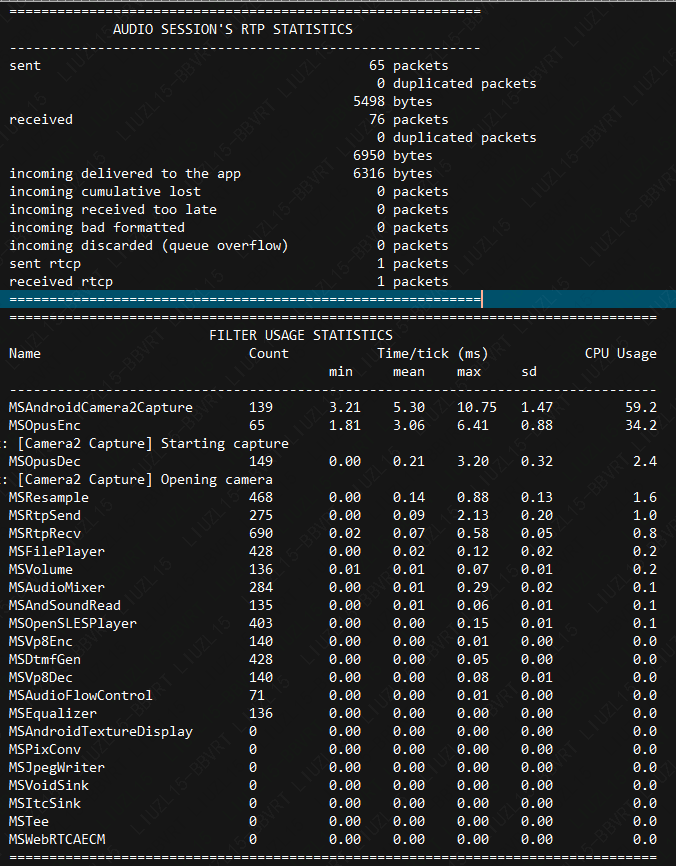 ===========================================================
AUDIO SESSION'S RTP STATISTICS
-----------------------------------------------------------
sent 65 packets
0 duplicated packets
5498 bytes
received 76 packets
0 duplicated packets
6950 bytes
incoming delivered to the app 6316 bytes
incoming cumulative lost 0 packets
incoming received too late 0 packets
incoming bad formatted 0 packets
incoming discarded (queue overflow) 0 packets
sent rtcp 1 packets
received rtcp 1 packets
===========================================================
=================================================================================
FILTER USAGE STATISTICS
Name Count Time/tick (ms) CPU Usage
min mean max sd
---------------------------------------------------------------------------------
MSAndroidCamera2Capture 139 3.21 5.30 10.75 1.47 59.2
MSOpusEnc 65 1.81 3.06 6.41 0.88 34.2
: [Camera2 Capture] Starting capture
MSOpusDec 149 0.00 0.21 3.20 0.32 2.4
: [Camera2 Capture] Opening camera
MSResample 468 0.00 0.14 0.88 0.13 1.6
MSRtpSend 275 0.00 0.09 2.13 0.20 1.0
MSRtpRecv 690 0.02 0.07 0.58 0.05 0.8
MSFilePlayer 428 0.00 0.02 0.12 0.02 0.2
MSVolume 136 0.01 0.01 0.07 0.01 0.2
MSAudioMixer 284 0.00 0.01 0.29 0.02 0.1
MSAndSoundRead 135 0.00 0.01 0.06 0.01 0.1
MSOpenSLESPlayer 403 0.00 0.00 0.15 0.01 0.1
MSVp8Enc 140 0.00 0.00 0.01 0.00 0.0
MSDtmfGen 428 0.00 0.00 0.05 0.00 0.0
MSVp8Dec 140 0.00 0.00 0.08 0.01 0.0
MSAudioFlowControl 71 0.00 0.00 0.01 0.00 0.0
MSEqualizer 136 0.00 0.00 0.00 0.00 0.0
MSAndroidTextureDisplay 0 0.00 0.00 0.00 0.00 0.0
MSPixConv 0 0.00 0.00 0.00 0.00 0.0
MSJpegWriter 0 0.00 0.00 0.00 0.00 0.0
MSVoidSink 0 0.00 0.00 0.00 0.00 0.0
MSItcSink 0 0.00 0.00 0.00 0.00 0.0
MSTee 0 0.00 0.00 0.00 0.00 0.0
MSWebRTCAECM 0 0.00 0.00 0.00 0.00 0.0
=================================================================================